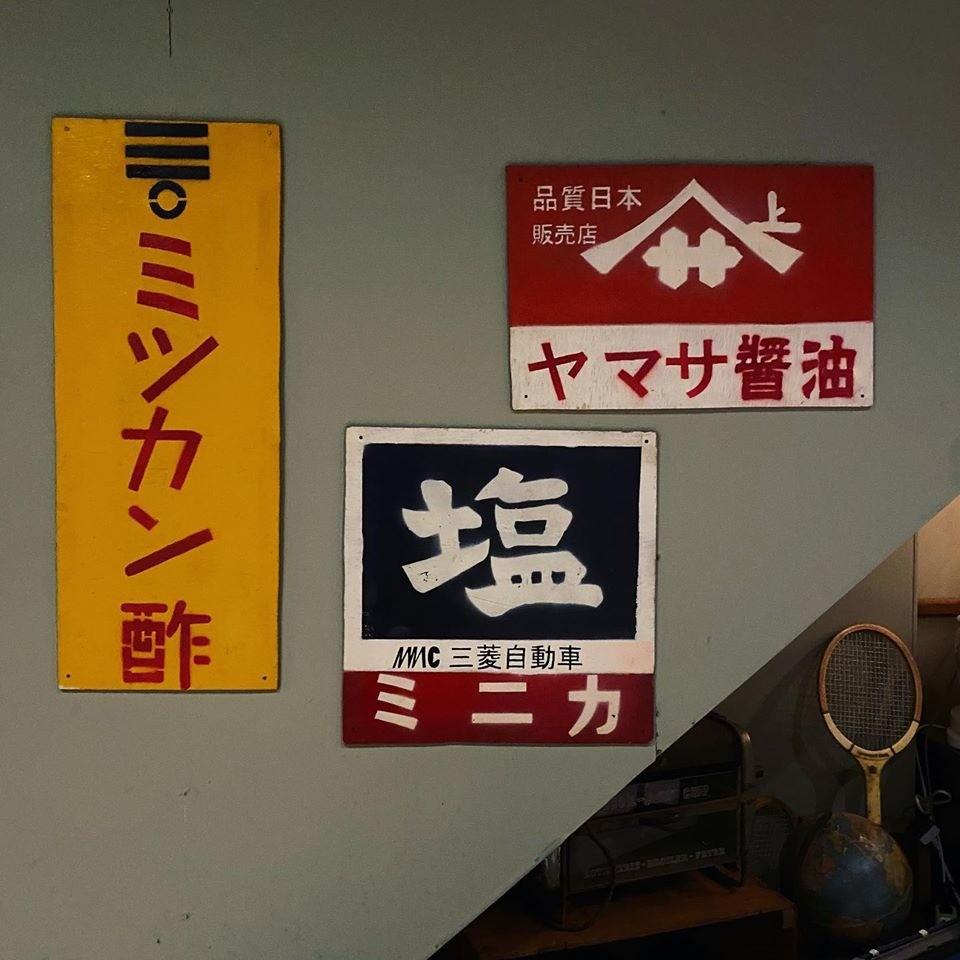 ミツカン酢
品質日本
販売店
上
ヤマサ醤油
塩
MMC 三菱自動車
ミニカ